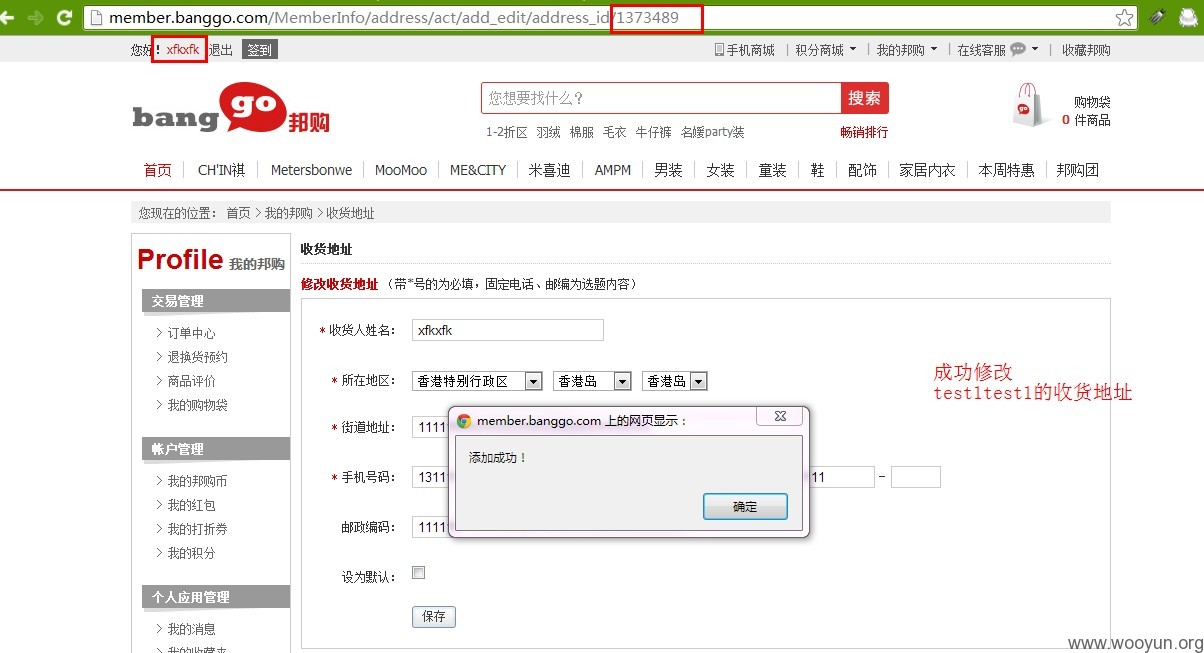 member.banggo.com/MemberInfo/address/act/add_edit/address_id/1373489
您好! xfkxfk 退出 签到
手机商城 | 积分商城 | 我的邦购 | 在线客服 | 收藏邦购
bang go 邦购
您想要找什么? 搜索
1-2折区 羽绒 棉服 毛衣 牛仔裤 名媛party装 畅销排行
go
购物袋
0 件商品
首页 CH'IN祺 Metersbonwe MooMoo ME&CITY 米喜迪 AMPM 男装 女装 童装 鞋 配饰 家居内衣 本周特惠 邦购团
您现在的位置: 首页 > 我的邦购 > 收货地址
Profile 我的邦购
交易管理
> 订单中心
> 退换货预约
> 商品评价
> 我的购物袋
帐户管理
> 我的邦购币
> 我的红包
> 我的打折券
> 我的积分
个人应用管理
> 我的消息
> 我的收藏夹
收货地址
修改收货地址 (带*号的为必填,固定电话、邮编为选题内容)
* 收货人姓名: xfkxfk
* 所在地区: 香港特别行政区 香港岛 香港岛
* 街道地址: 1111
* 手机号码: 1311 11 -
邮政编码: 1111
设为默认:
保存
member.banggo.com 上的网页显示:
添加成功!
确定
成功修改
test1test1的收货地址
www.wooyun.org